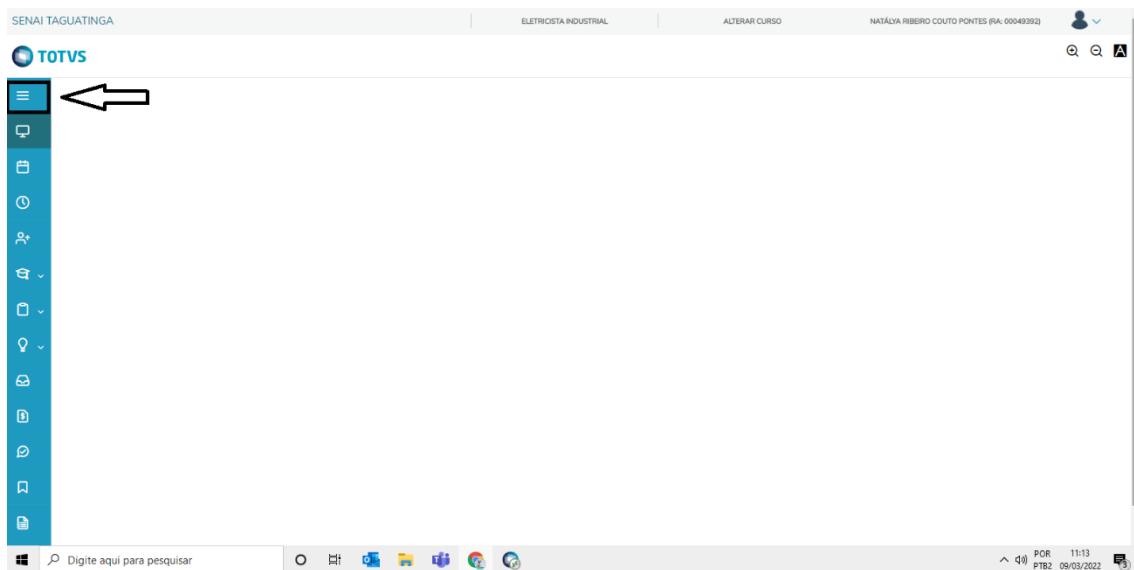 SENAI TAGUATINGA
ELETRICISTA INDUSTRIAL
ALTERAR CURSO
NATÁLYA RIBEIRO COUTO PONTES (RA: 00049392)
TOTVS
A
Digite aqui para pesquisar
POR
PTB2
11:13
09/03/2022
3